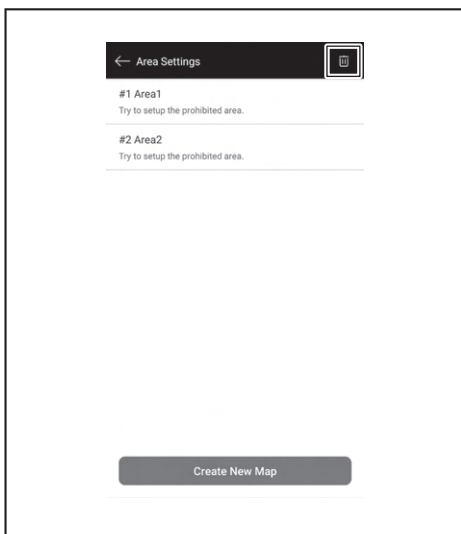 Area Settings
#1 Area1
Try to setup the prohibited area.
#2 Area2
Try to setup the prohibited area.
Create New Map